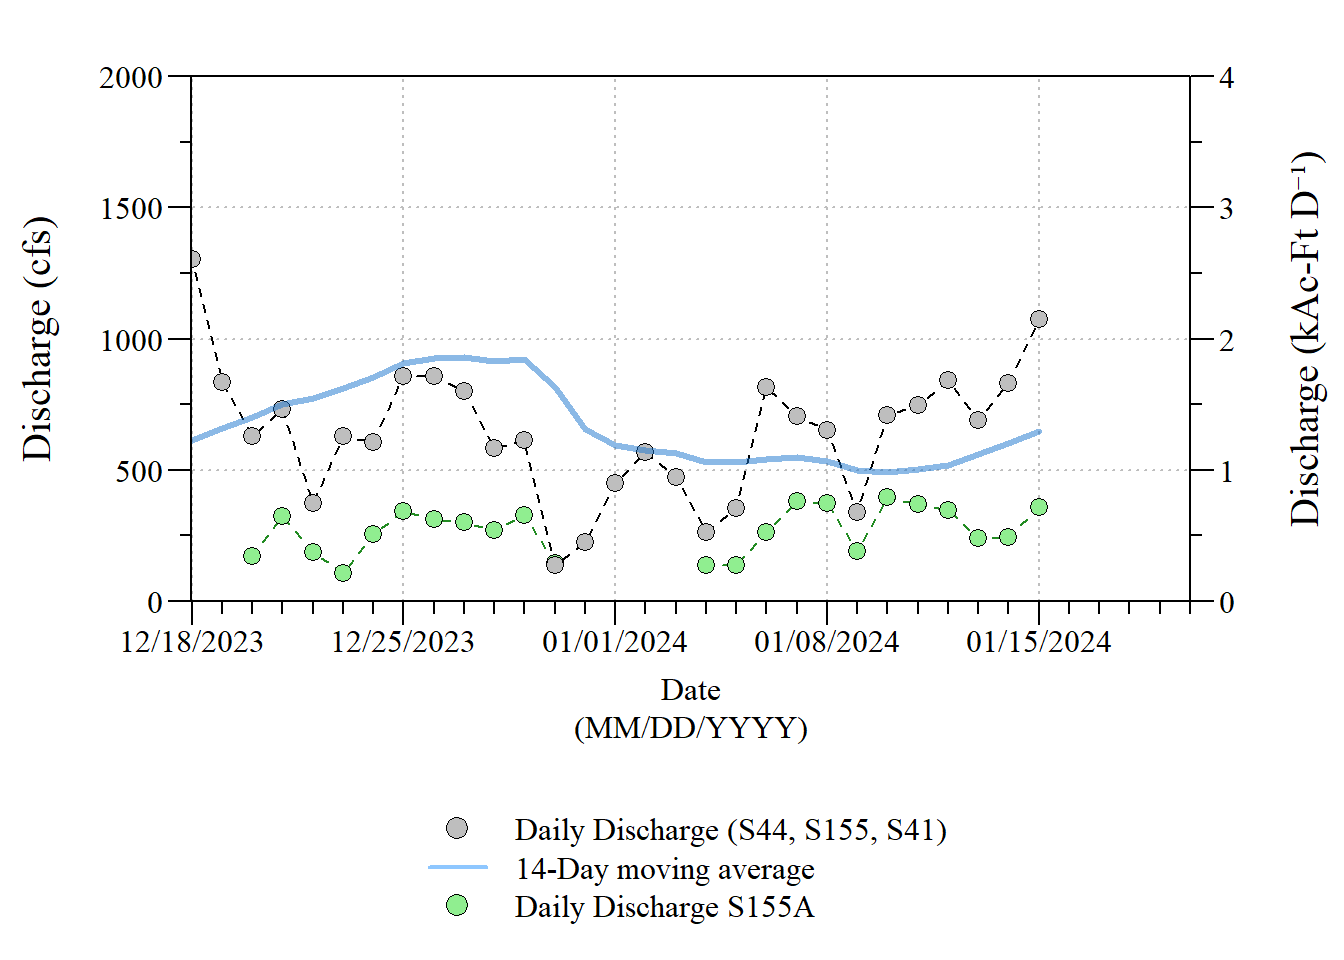 2000
1500
1000
500
0
Discharge (cfs)
4
3
2
1
0
Discharge (kAc-Ft D⁻¹)
12/18/2023
12/25/2023
01/01/2024
01/08/2024
01/15/2024
Date
(MM/DD/YYYY)
Daily Discharge (S44, S155, S41)
14-Day moving average
Daily Discharge S155A